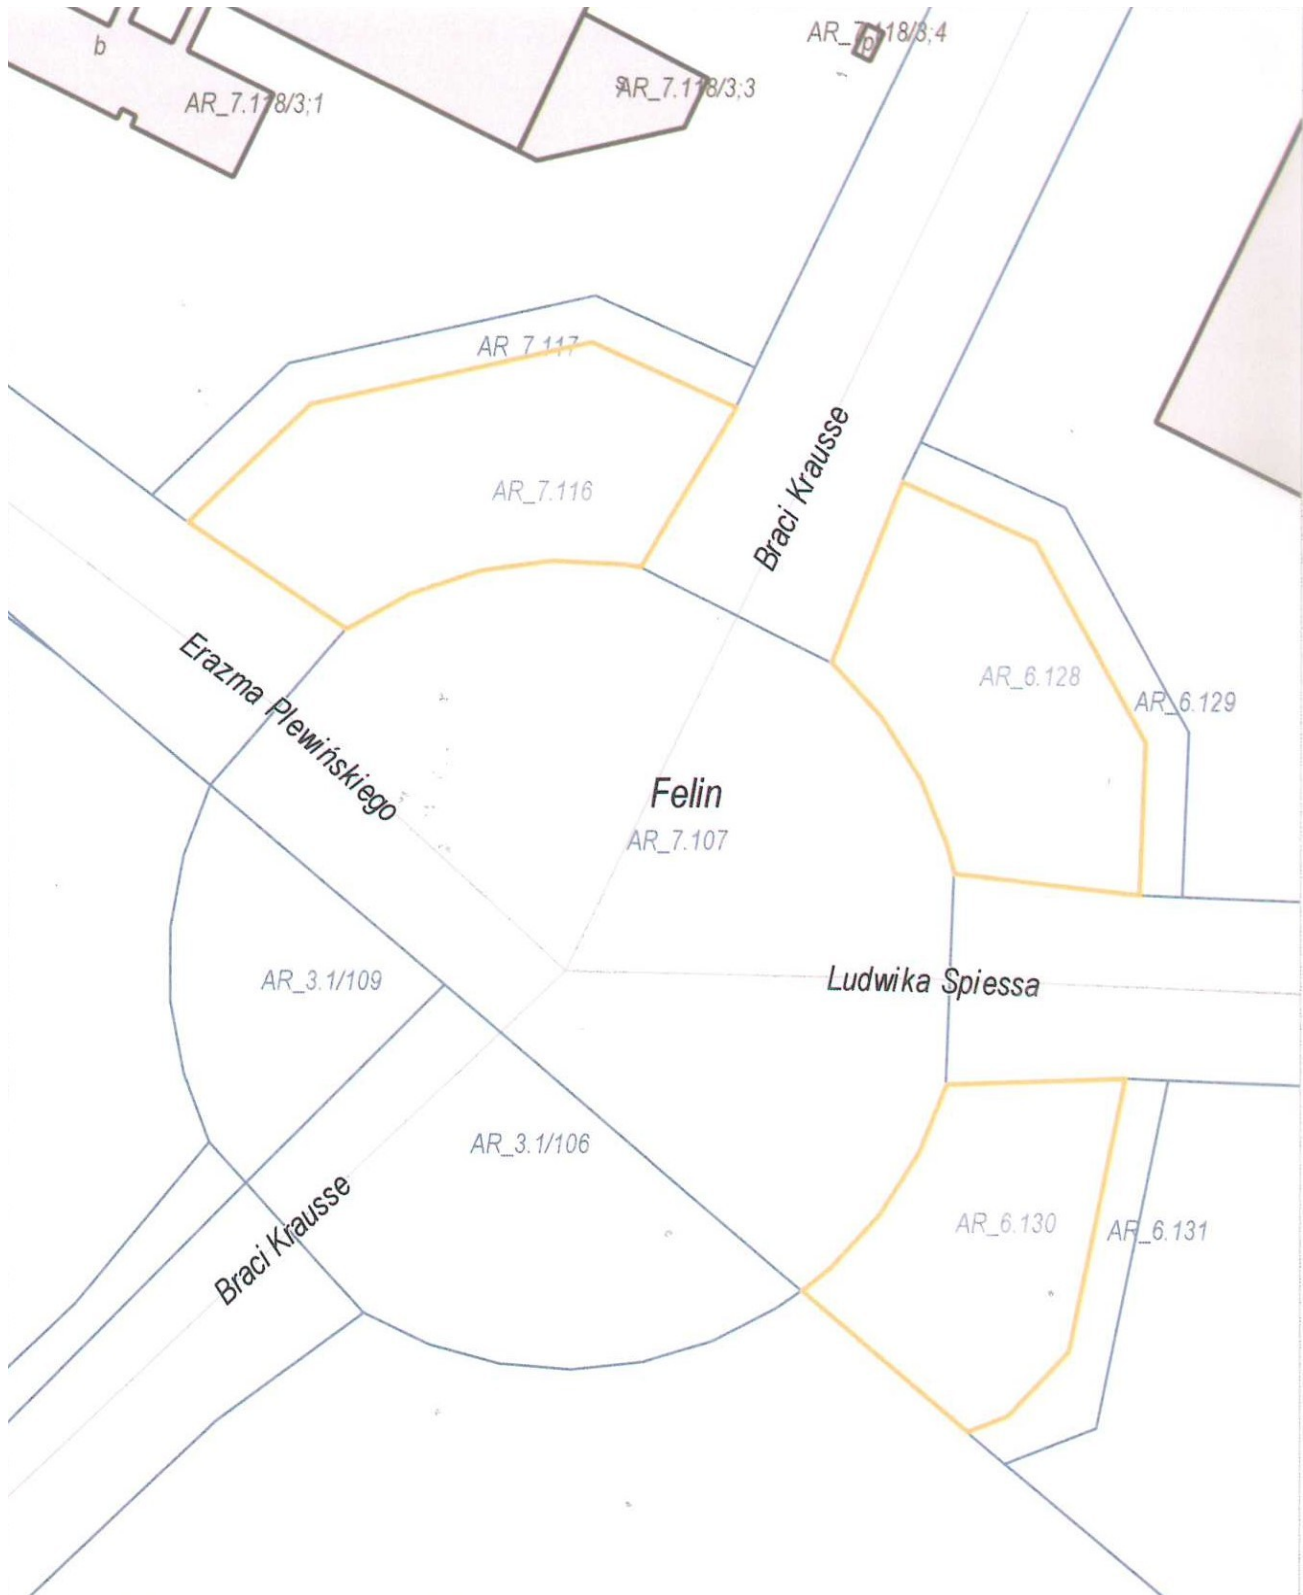 AR_7.118/3;4
p
b
AR_7.118/3;3
AR_7.118/3;1
AR_7.117
AR_7.116
Braci Krausse
AR_6.128
AR_6.129
Erazma Plewińskiego
Felin
AR_7.107
AR_3.1/109
Ludwika Spiessa
AR_3.1/106
AR_6.130
AR_6.131
Braci Krausse